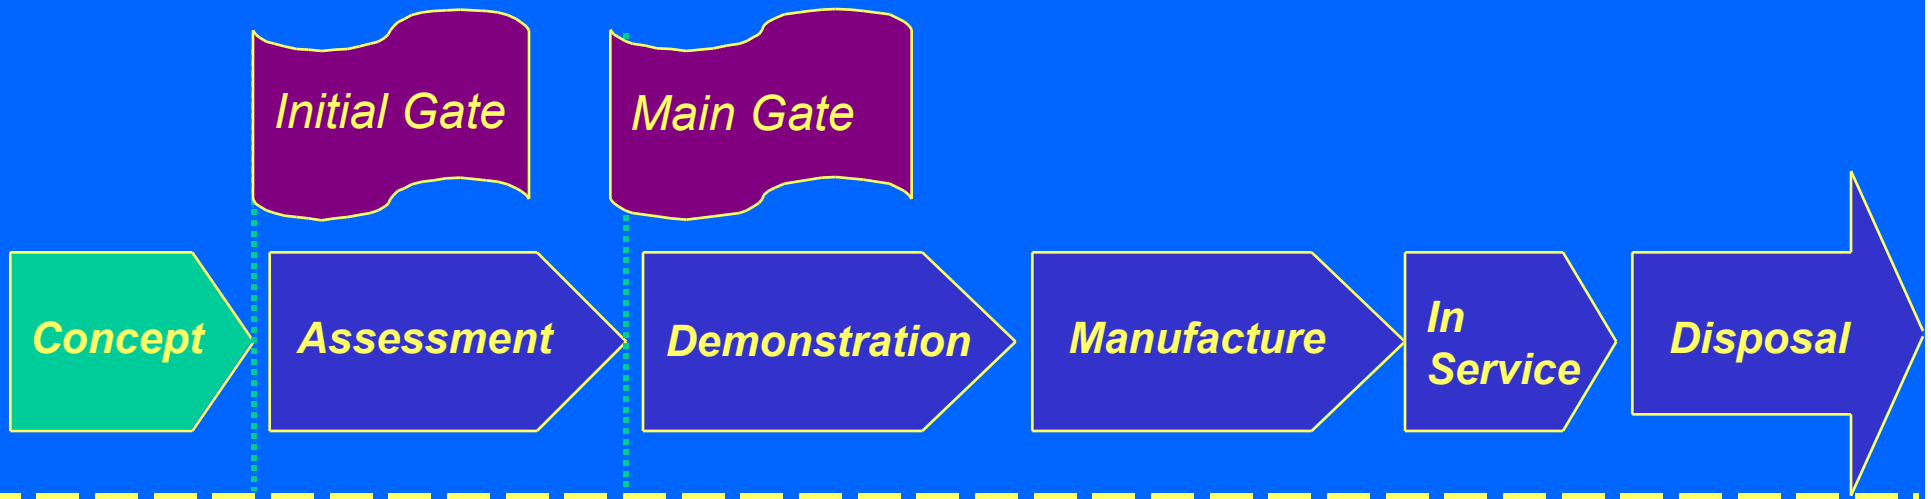 Initial Gate
Main Gate
Concept
Assessment
Demonstration
Manufacture
In
Service
Disposal